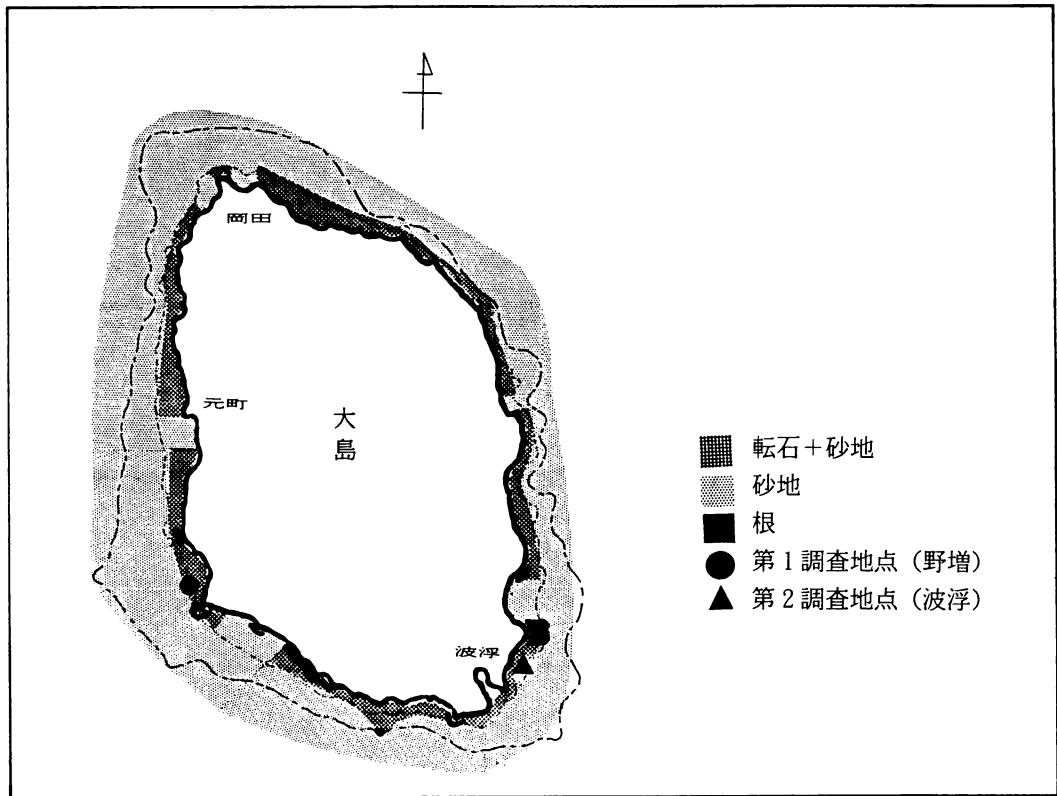 岡田
元町
大島
波浮
転石+砂地
砂地
根
第1調査地点(野増)
第2調査地点(波浮)